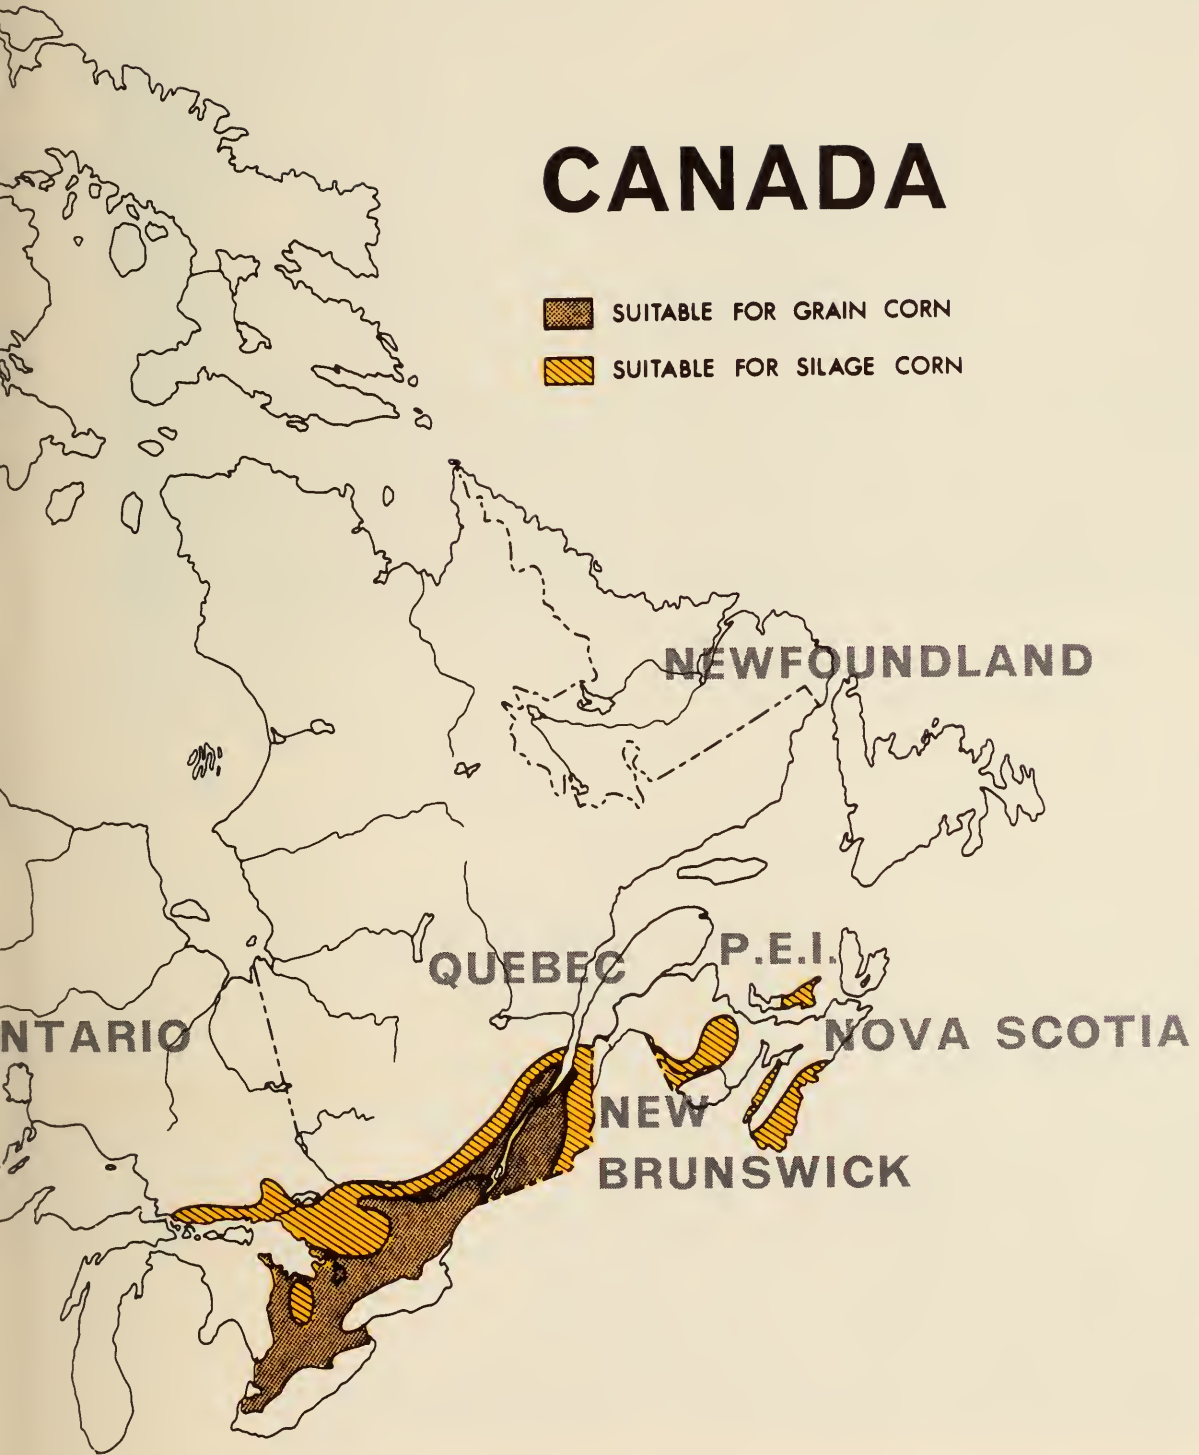 CANADA
SUITABLE FOR GRAIN CORN
SUITABLE FOR SILAGE CORN
NEWFOUNDLAND
QUEBEC
P.E.I.
NTARIO
NOVA SCOTIA
NEW
BRUNSWICK